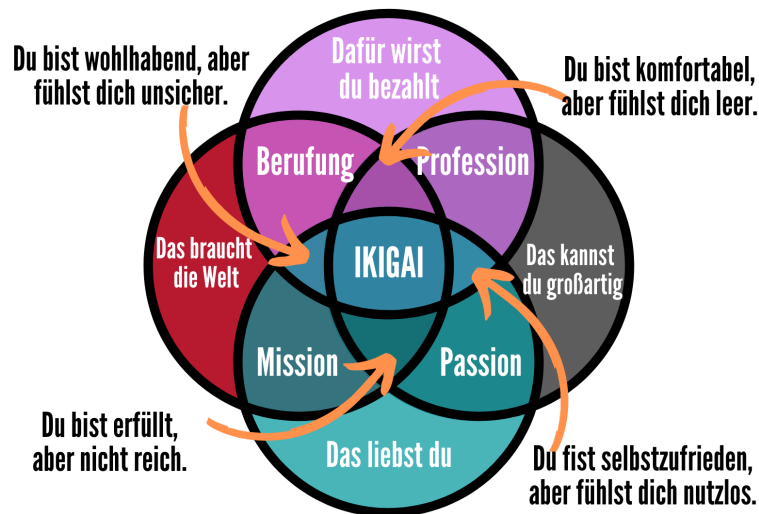 Du bist wohlhabend, aber
fühlst dich unsicher.
Dafür wirst
du bezahlt
Du bist komfortabel,
aber fühlst dich leer.
Berufung
Profession
Das braucht
die Welt
IKIGAI
Das kannst
du großartig
Mission
Passion
Du bist erfüllt,
aber nicht reich.
Das liebst du
Du fist selbstzufrieden,
aber fühlst dich nutzlos.